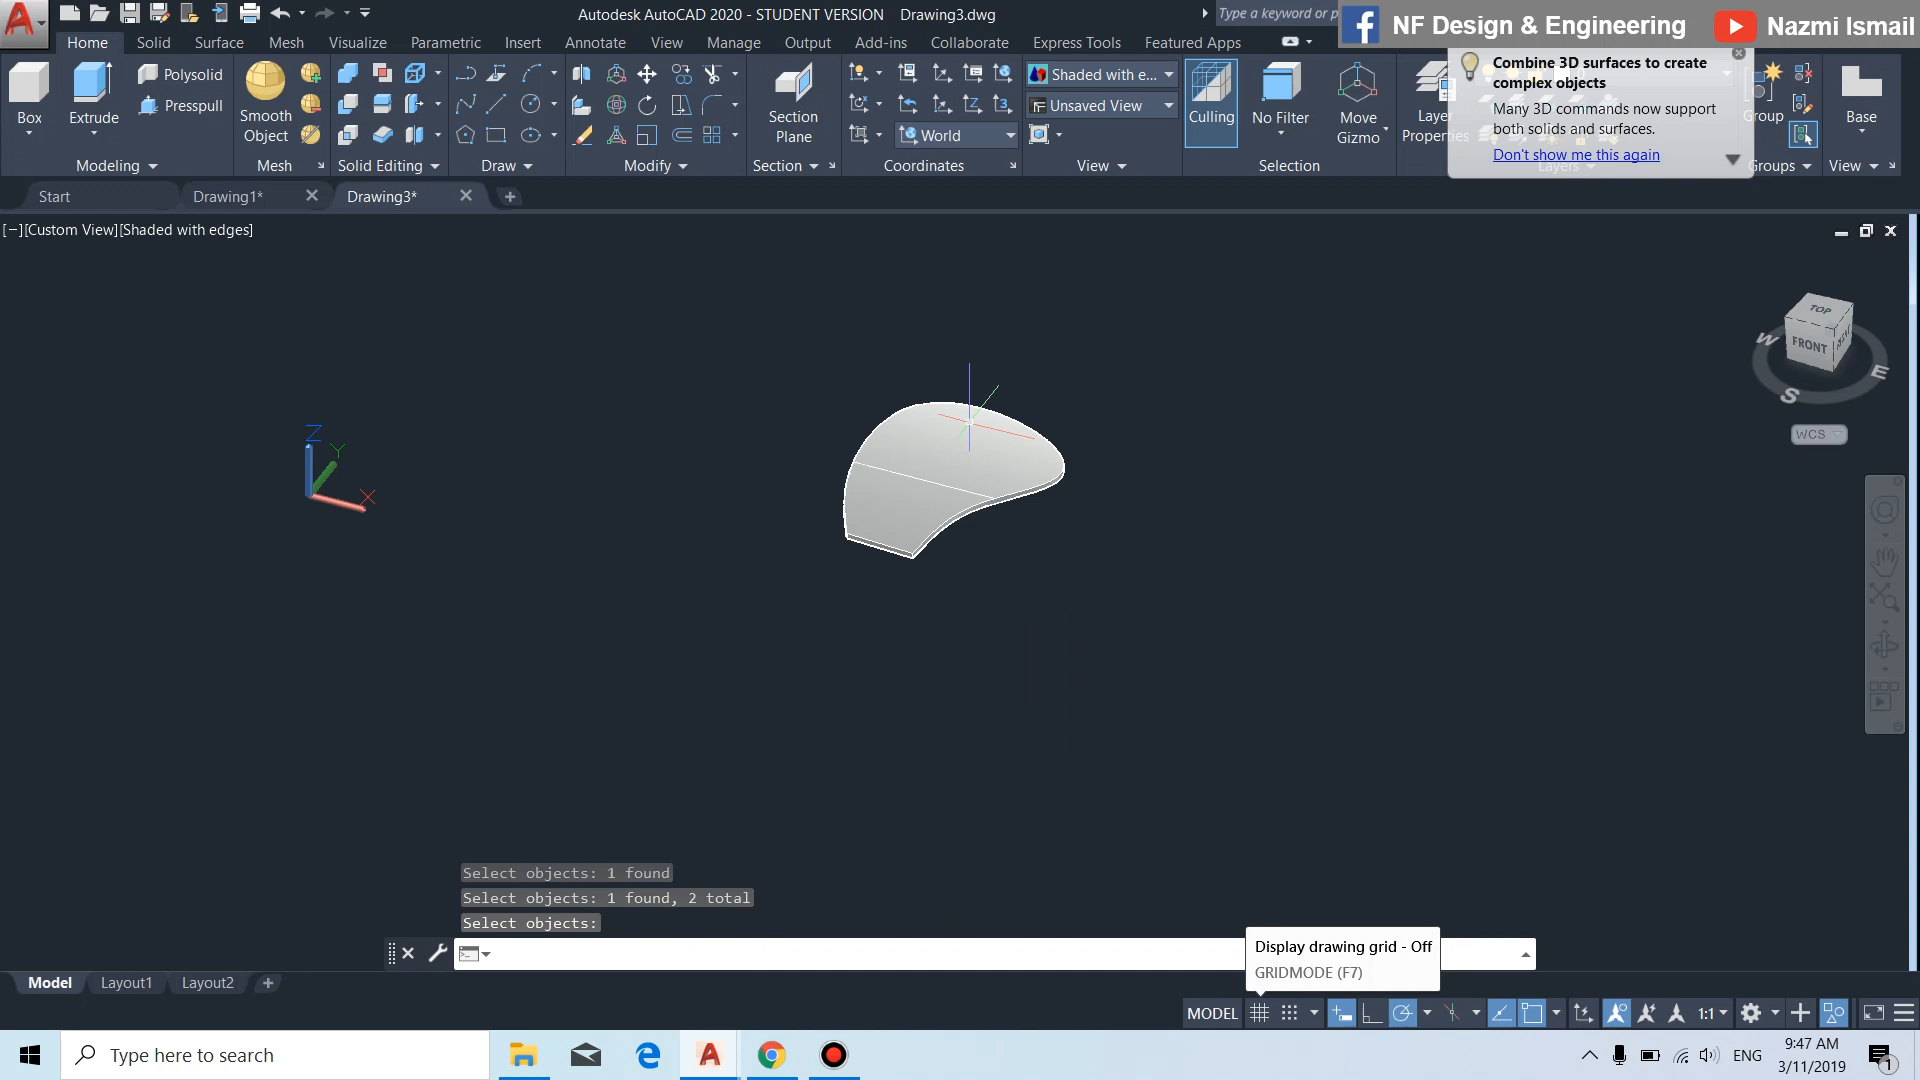 Autodesk AutoCAD 2020 - STUDENT VERSION Drawing3.dwg
Type a keyword or p
NF Design & Engineering
Nazmi Ismail
Home Solid Surface Mesh Visualize Parametric Insert Annotate View Manage Output Add-ins Collaborate Express Tools Featured Apps
Combine 3D surfaces to create
complex objects
Many 3D commands now support
both solids and surfaces.
Don't show me this again
Box
Extrude
Polysolid
Presspull
Smooth
Object
Section
Plane
World
Shaded with e...
Unsaved View
Culling
No Filter
Move
Gizmo
Layer
Properties
Group
Base
Modeling
Mesh
Solid Editing
Draw
Modify
Section
Coordinates
View
Selection
Layers
Groups
View
Start
Drawing1*
Drawing3*
[−][Custom View][Shaded with edges]
TOP
FRONT
W
S
E
WCS
Z
Y
X
Select objects: 1 found
Select objects: 1 found, 2 total
Select objects:
Display drawing grid - Off
GRIDMODE (F7)
Model Layout1 Layout2
MODEL
1:1
Type here to search
ENG
9:47 AM
3/11/2019
1